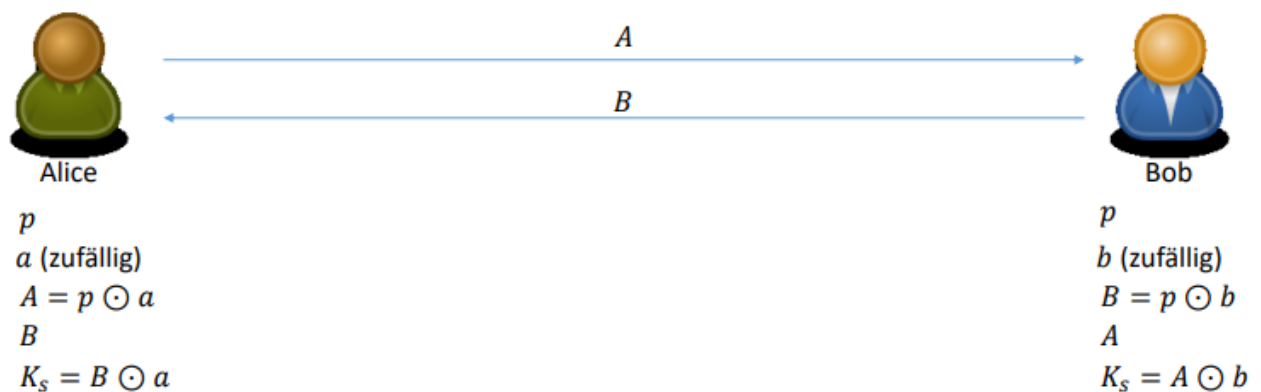 A
B
Alice
Bob
p
a (zufällig)
A = p ⊙ a
B
K_s = B ⊙ a
p
b (zufällig)
B = p ⊙ b
A
K_s = A ⊙ b